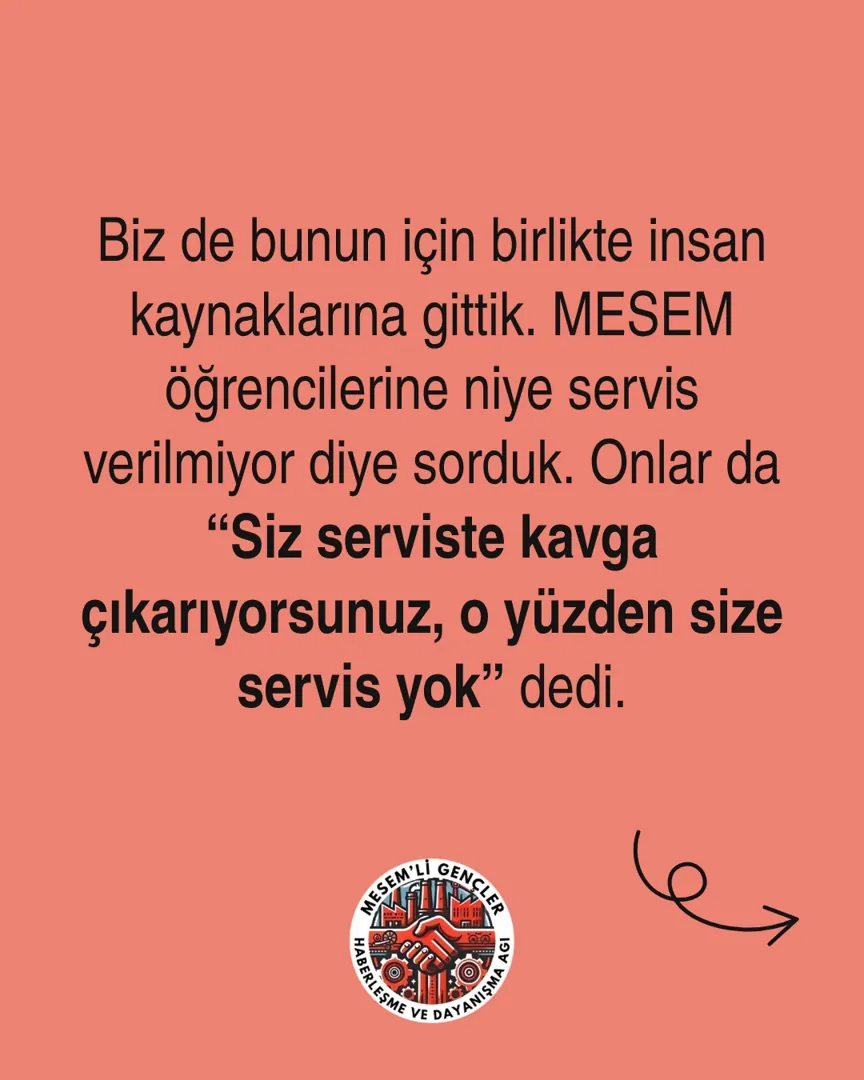 Biz de bunun için birlikte insan
kaynaklarına gittik. MESEM
öğrencilerine niye servis
verilmiyor diye sorduk. Onlar da
“Siz serviste kavga
çıkarıyorsunuz, o yüzden size
servis yok” dedi.
MESEM'Lİ GENÇLER
HABERLEŞME VE DAYANIŞMA AĞI